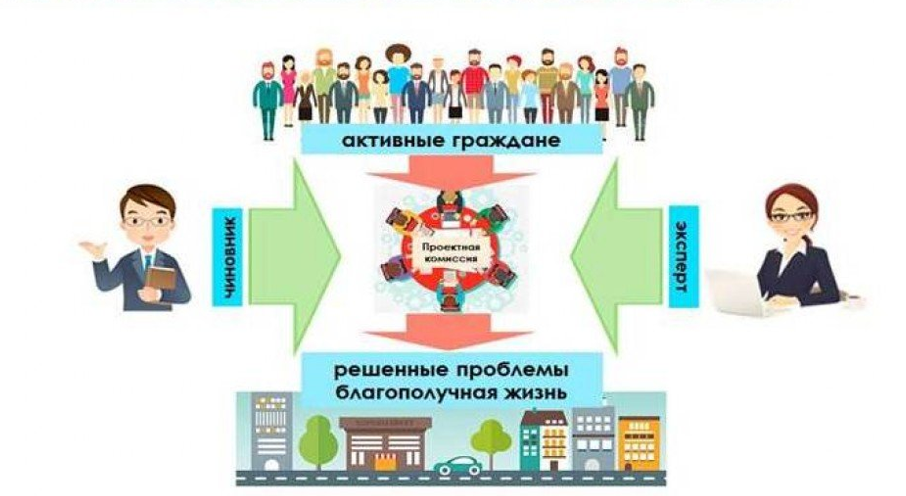 активные граждане
чиновник
Проектная
комиссия
эксперт
решенные проблемы
благополучная жизнь